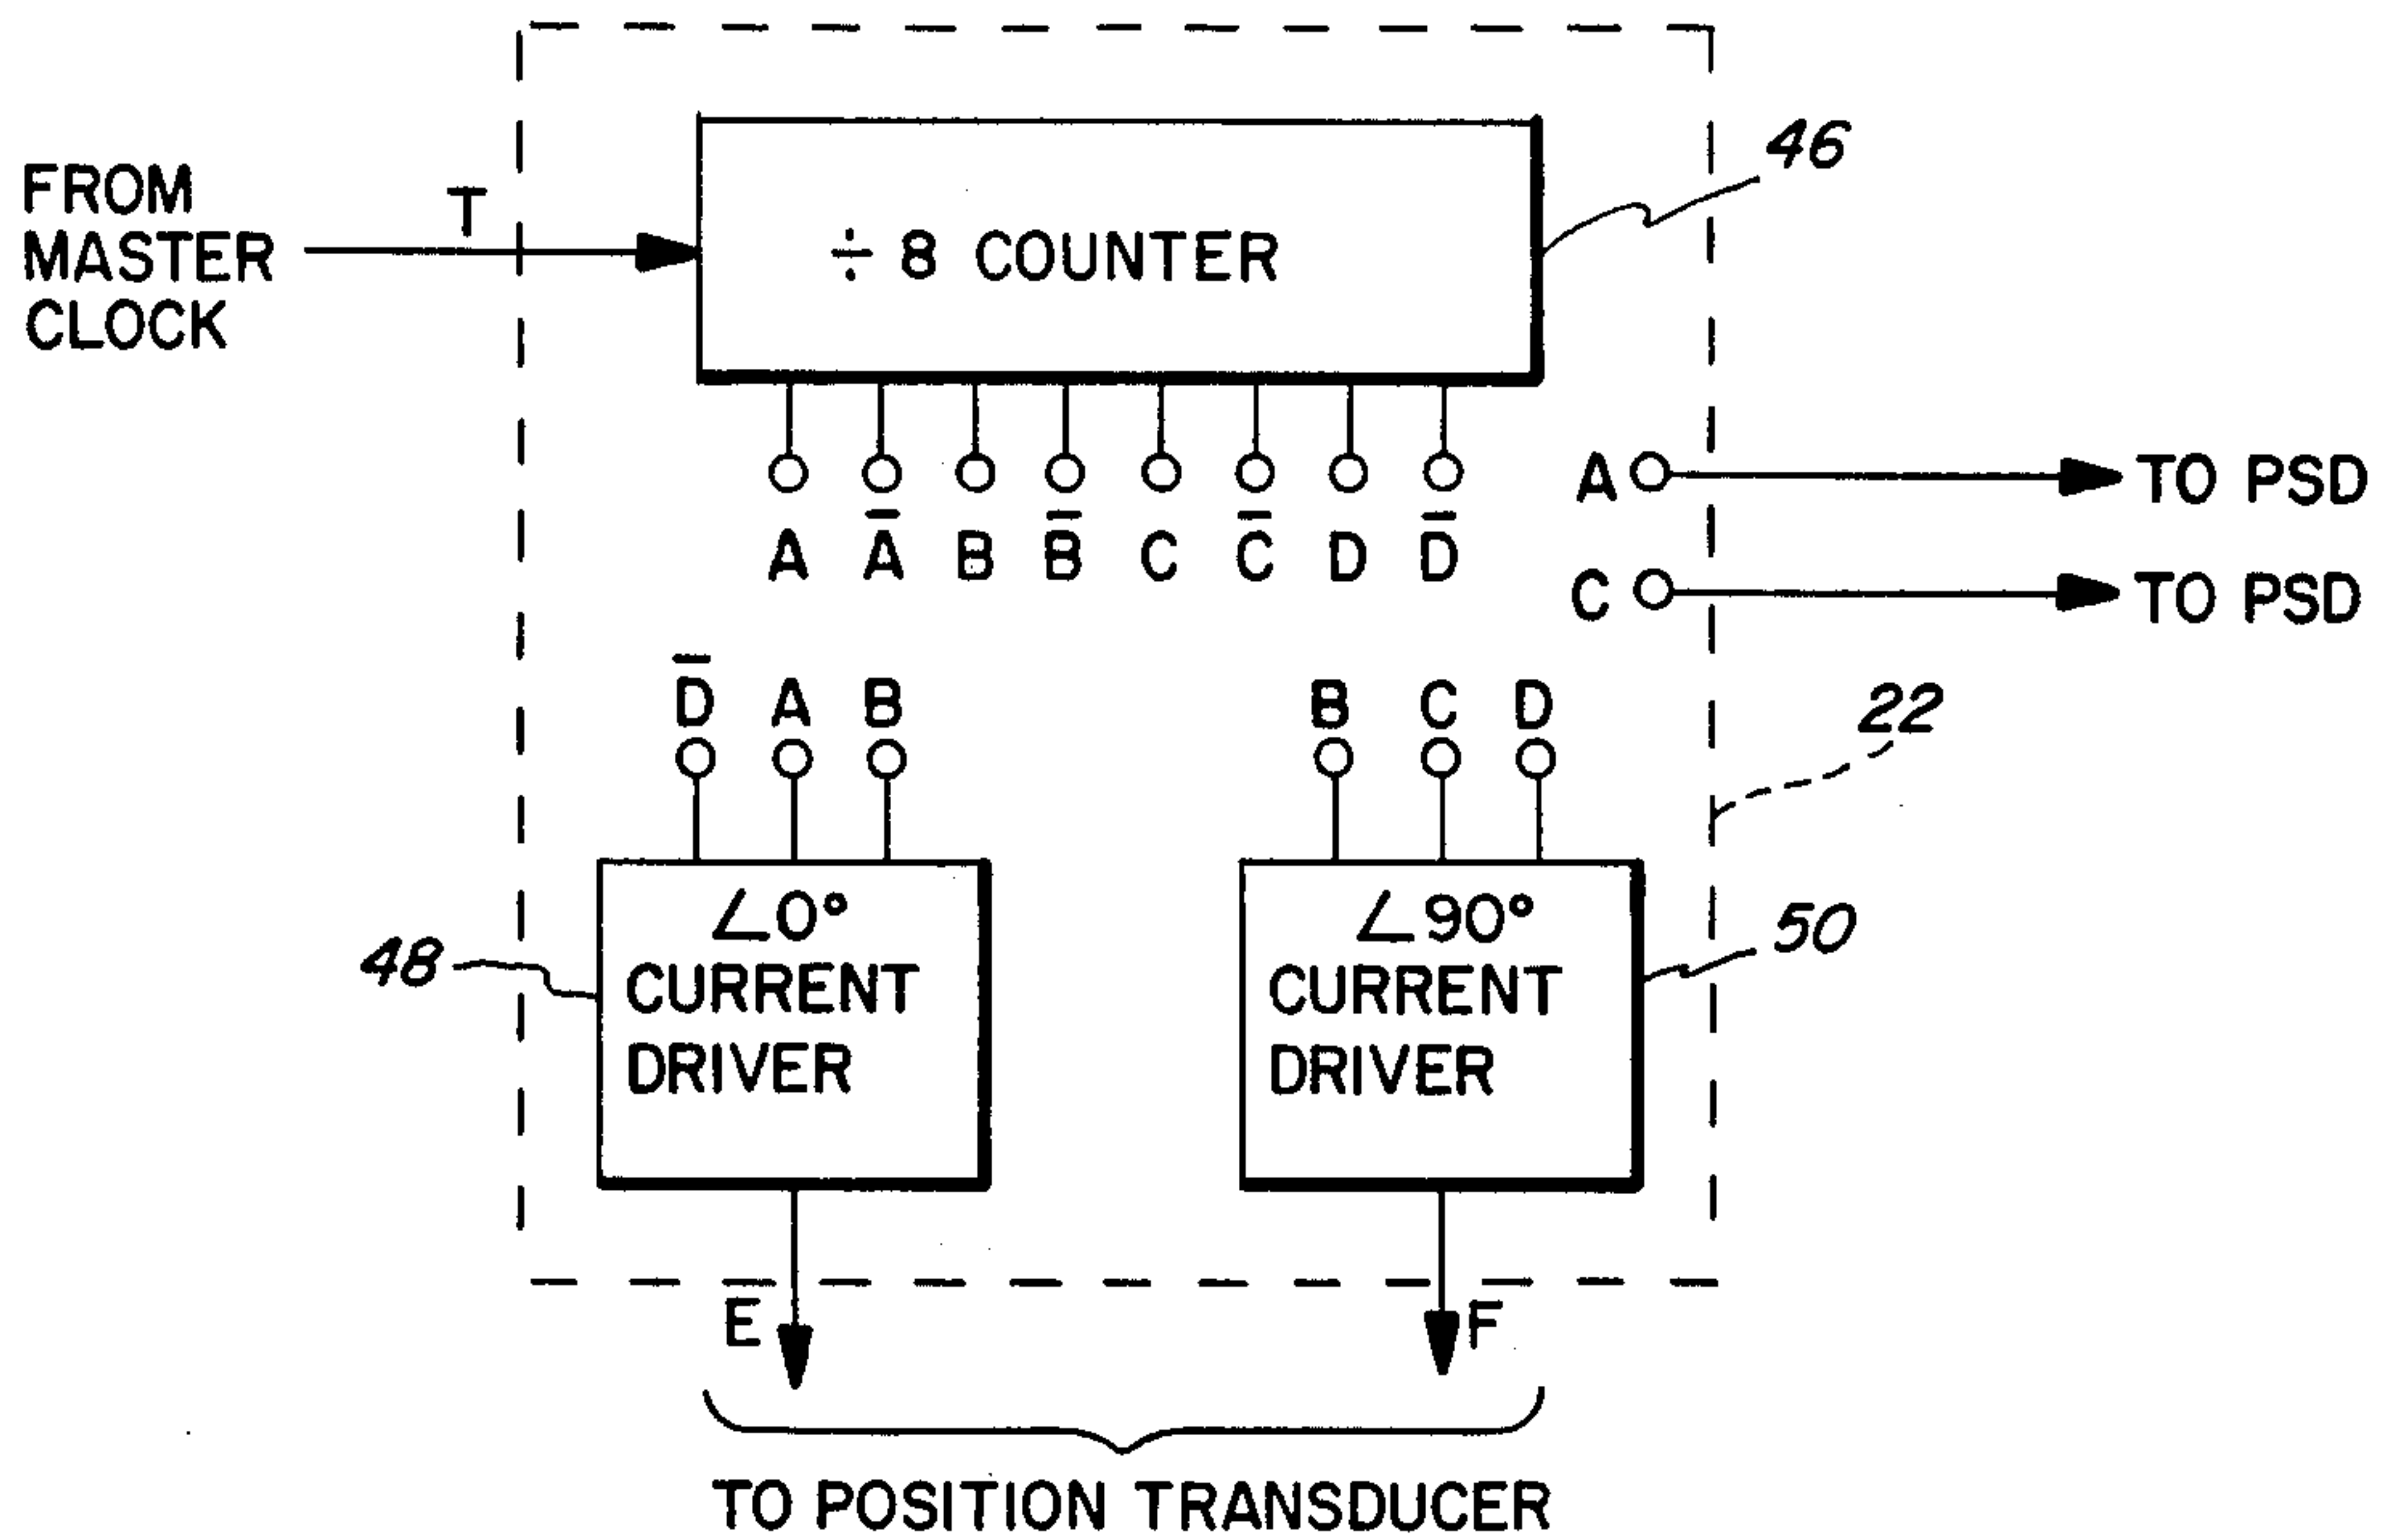 FROM
MASTER
CLOCK
T
÷ 8 COUNTER
46
A A̅ B B̅ C C̅ D D̅
A TO PSD
C TO PSD
D̅ A B
B C D
22
∠0°
CURRENT
DRIVER
48
∠90°
CURRENT
DRIVER
50
E
F
TO POSITION TRANSDUCER